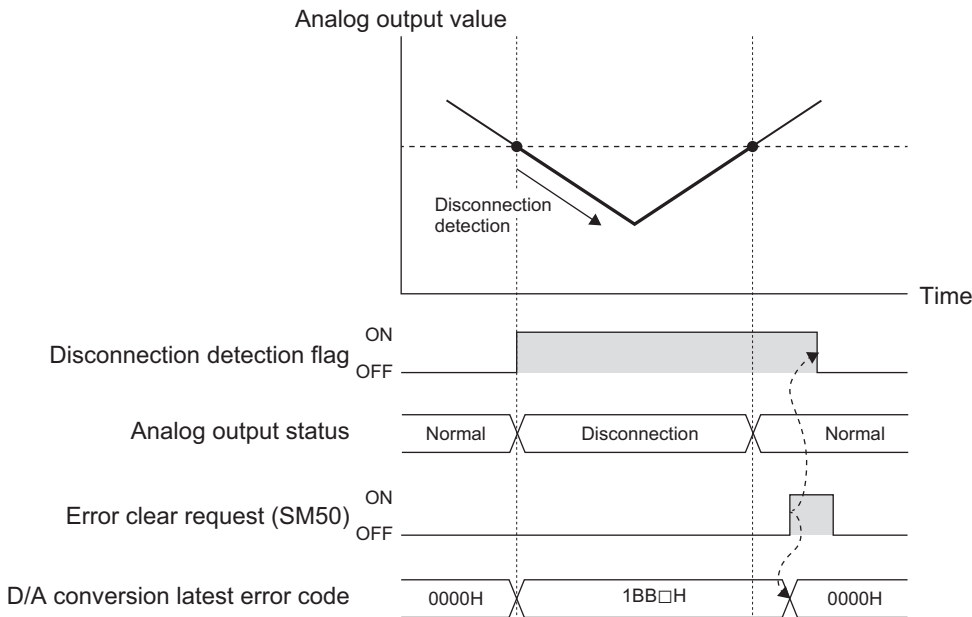 Analog output value
Disconnection
detection
Time
Disconnection detection flag
ON
OFF
Analog output status
Normal
Disconnection
Normal
Error clear request (SM50)
ON
OFF
D/A conversion latest error code
0000H
1BB□H
0000H